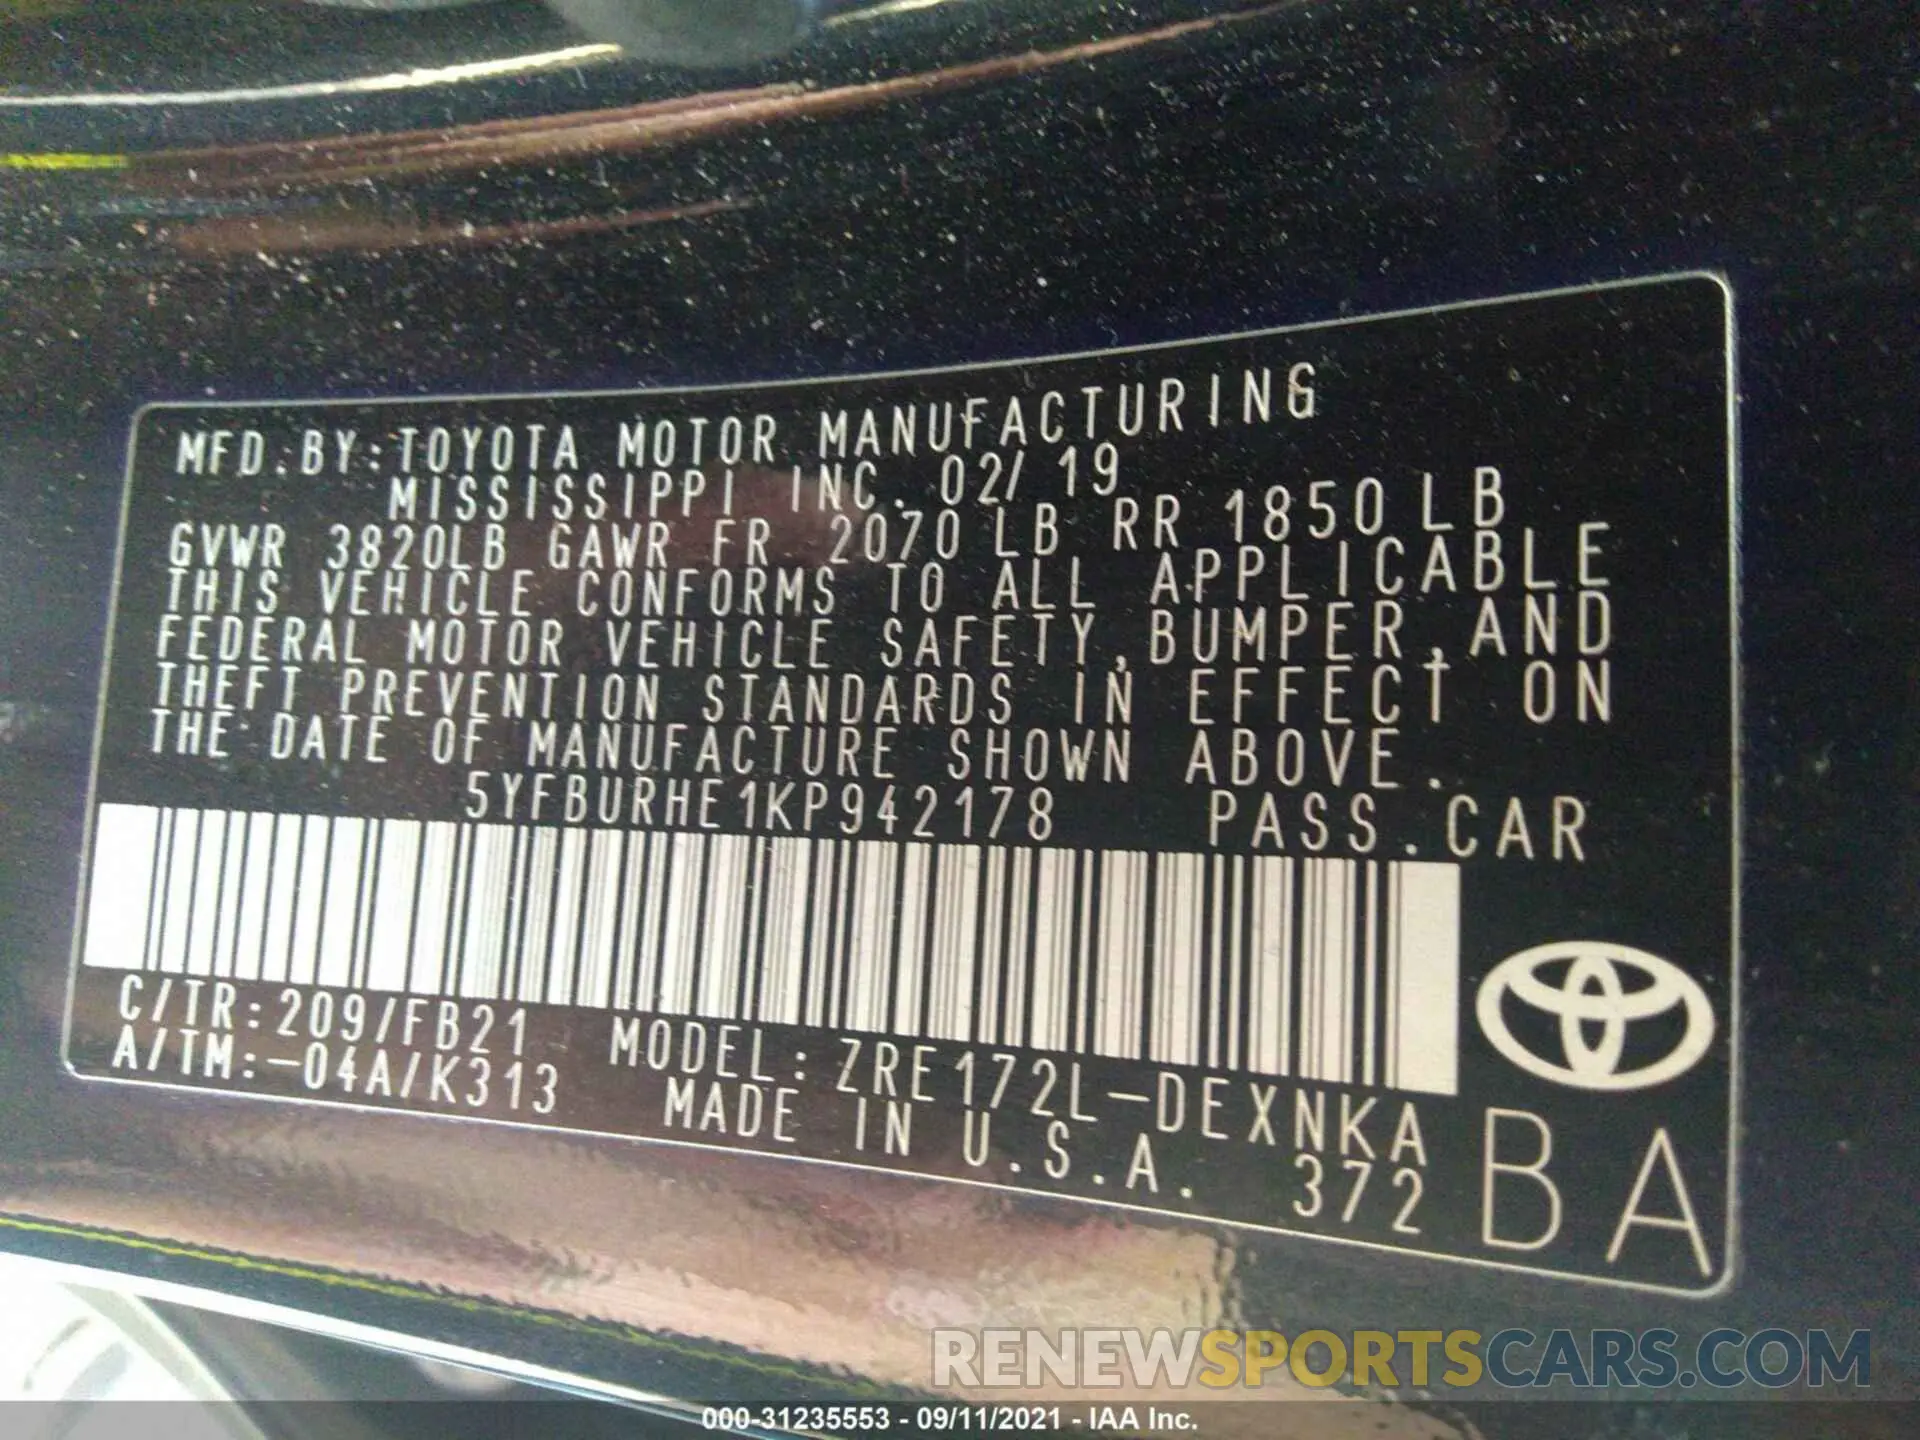 MFD.BY:TOYOTA MOTOR MANUFACTURING
MISSISSIPPI INC. 02/19
GVWR 3820LB GAWR FR 2070LB RR 1850LB
THIS VEHICLE CONFORMS TO ALL APPLICABLE
FEDERAL MOTOR VEHICLE SAFETY,BUMPER,AND
THEFT PREVENTION STANDARDS IN EFFECT ON
THE DATE OF MANUFACTURE SHOWN ABOVE.
5YFBURHE1KP942178 PASS.CAR
C/TR:209/FB21 MODEL:ZRE172L-DEXNKA
A/TM:-04A/K313 MADE IN U.S.A. 372
BA
RENEWSPORTSCARS.COM
000-31235553 - 09/11/2021 - IAA Inc.